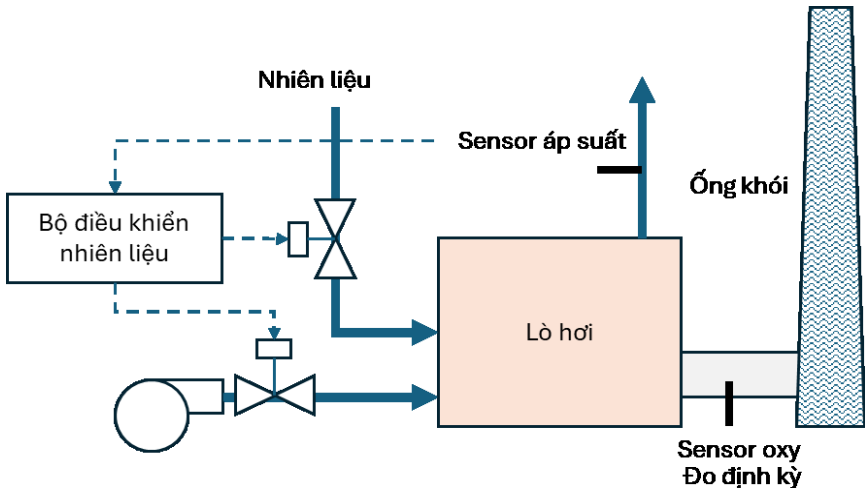 Nhiên liệu
Sensor áp suất
Ống khói
Bộ điều khiển
nhiên liệu
Lò hơi
Sensor oxy
Đo định kỳ